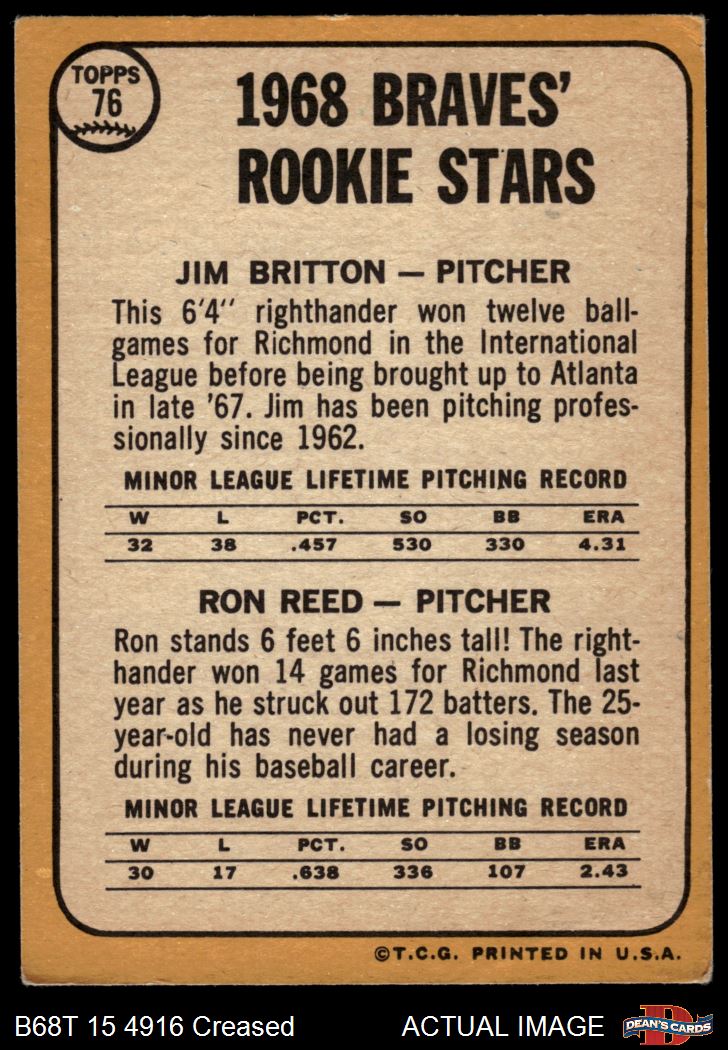 TOPPS
76
1968 BRAVES'
ROOKIE STARS
JIM BRITTON — PITCHER
This 6'4'' righthander won twelve ball-
games for Richmond in the International
League before being brought up to Atlanta
in late '67. Jim has been pitching profes-
sionally since 1962.
MINOR LEAGUE LIFETIME PITCHING RECORD
W L PCT. SO BB ERA
32 38 .457 530 330 4.31
RON REED — PITCHER
Ron stands 6 feet 6 inches tall! The right-
hander won 14 games for Richmond last
year as he struck out 172 batters. The 25-
year-old has never had a losing season
during his baseball career.
MINOR LEAGUE LIFETIME PITCHING RECORD
W L PCT. SO BB ERA
30 17 .638 336 107 2.43
©T.C.G. PRINTED IN U.S.A.
B68T 15 4916 Creased ACTUAL IMAGE
D
DEAN'S CARDS